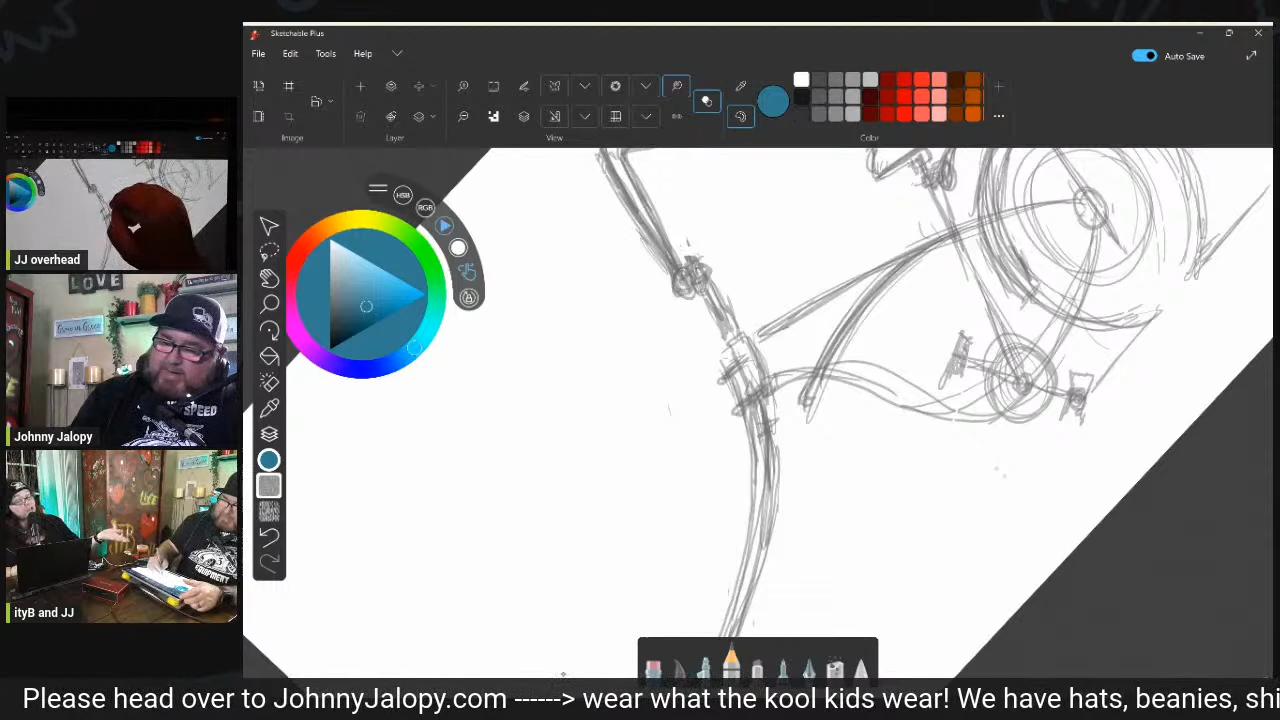 Sketchable Plus
File Edit Tools Help
Auto Save
Image
Layer
View
Color
HSB
RGB
LOVE
JJ overhead
SPEED
Johnny Jalopy
ityB and JJ
Please head over to JohnnyJalopy.com ------> wear what the kool kids wear! We have hats, beanies, shi